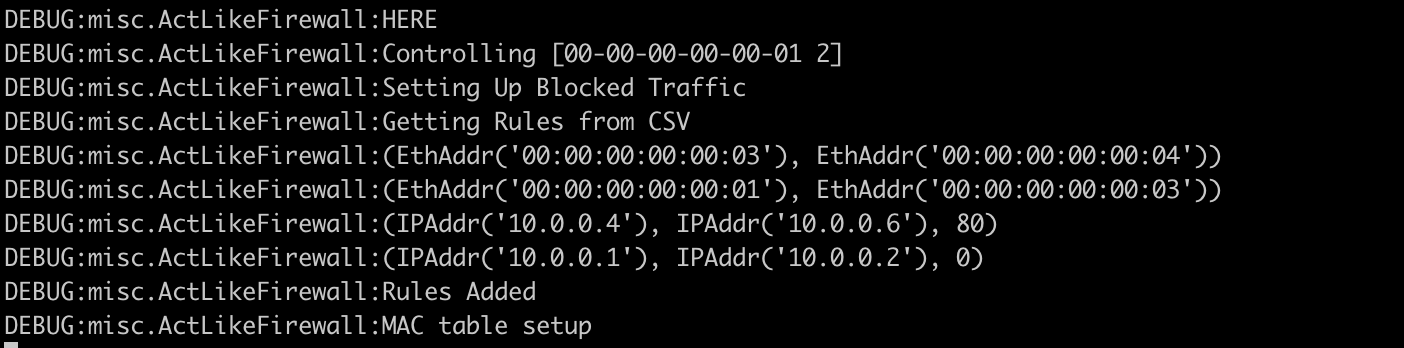 DEBUG:misc.ActLikeFirewall:HERE
DEBUG:misc.ActLikeFirewall:Controlling [00-00-00-00-00-01 2]
DEBUG:misc.ActLikeFirewall:Setting Up Blocked Traffic
DEBUG:misc.ActLikeFirewall:Getting Rules from CSV
DEBUG:misc.ActLikeFirewall:(EthAddr('00:00:00:00:00:03'), EthAddr('00:00:00:00:00:04'))
DEBUG:misc.ActLikeFirewall:(EthAddr('00:00:00:00:00:01'), EthAddr('00:00:00:00:00:03'))
DEBUG:misc.ActLikeFirewall:(IPAddr('10.0.0.4'), IPAddr('10.0.0.6'), 80)
DEBUG:misc.ActLikeFirewall:(IPAddr('10.0.0.1'), IPAddr('10.0.0.2'), 0)
DEBUG:misc.ActLikeFirewall:Rules Added
DEBUG:misc.ActLikeFirewall:MAC table setup